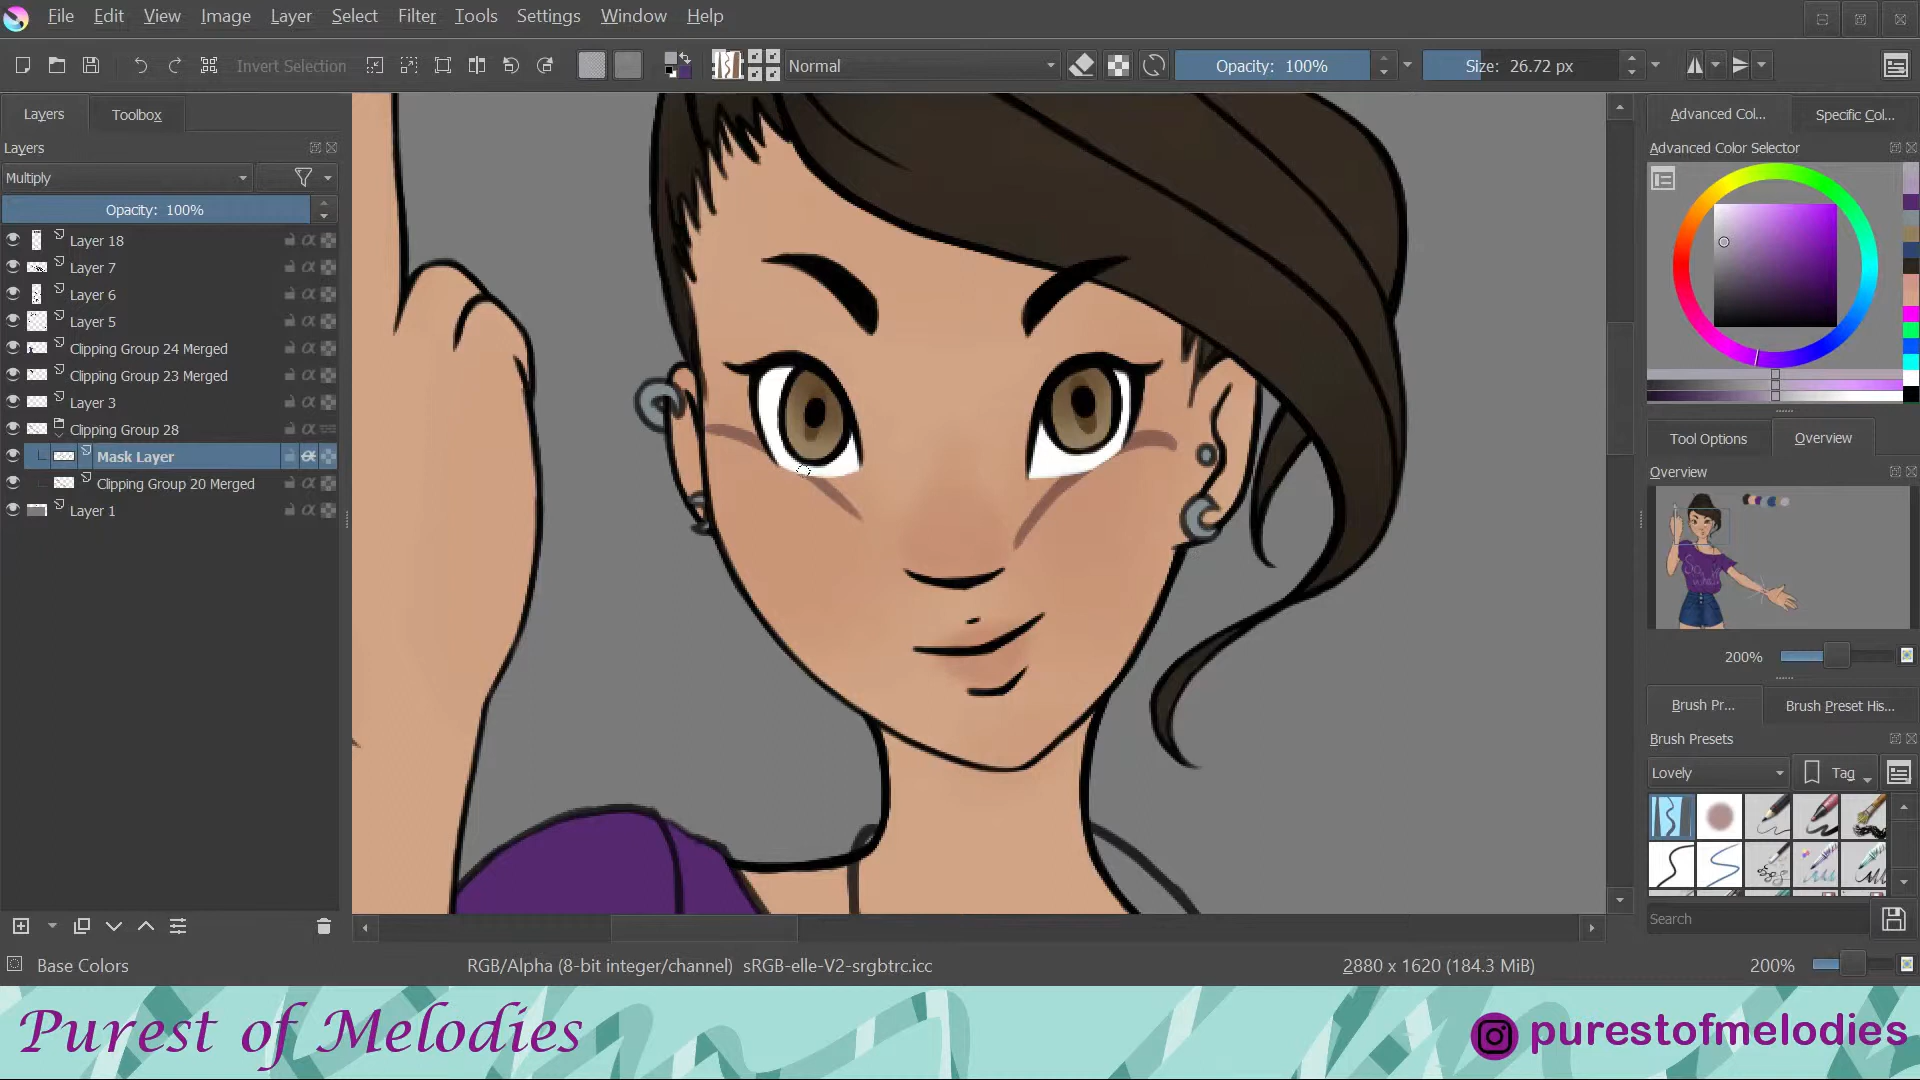 File Edit View Image Layer Select Filter Tools Settings Window Help
Invert Selection Normal Opacity: 100% Size: 26.72 px
Layers Toolbox
Layers
Multiply
Opacity: 100%
Layer 18
Layer 7
Layer 6
Layer 5
Clipping Group 24 Merged
Clipping Group 23 Merged
Layer 3
Clipping Group 28
Mask Layer
Clipping Group 20 Merged
Layer 1
Advanced Col... Specific Col...
Advanced Color Selector
Tool Options Overview
Overview
200%
Brush Pr... Brush Preset His...
Brush Presets
Lovely Tag
Search
Base Colors RGB/Alpha (8-bit integer/channel) sRGB-elle-V2-srgbtrc.icc 2880 x 1620 (184.3 MiB) 200%
Purest of Melodies purestofmelodies